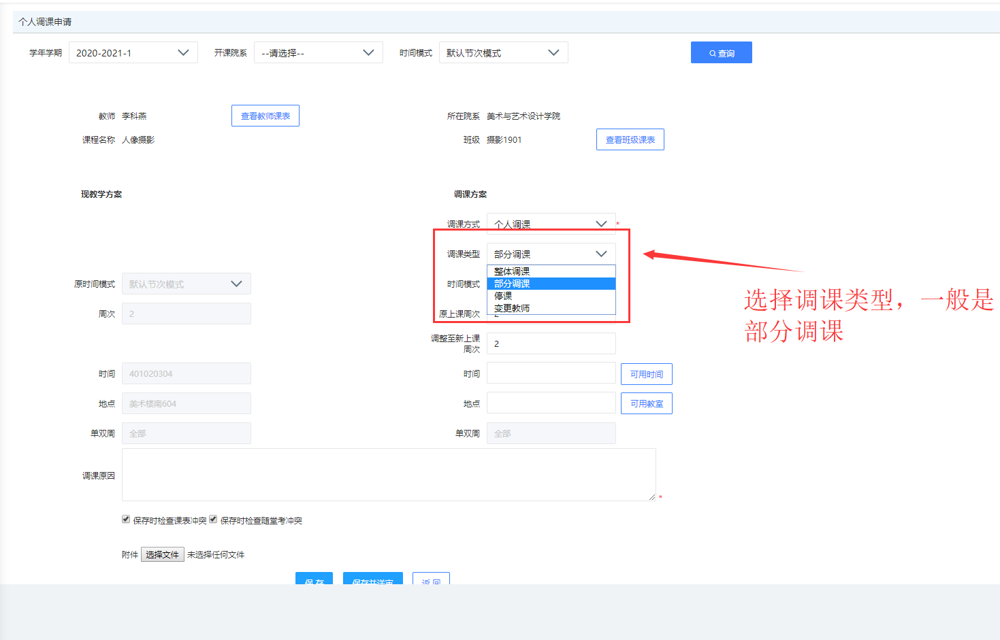 个人调课申请
学年学期 2020-2021-1 开课院系 --请选择-- 时间模式 默认节次模式 查询
教师 李科燕 查看教师课表 所在院系 美术与艺术设计学院
课程名称 人像摄影 班级 摄影1901 查看班级课表
现教学方案 调课方案
调课方式 个人调课 *
调课类型 部分调课
整体调课
原时间模式 默认节次模式 时间模式 部分调课
停课
变更教师
周次 2 原上课周次 2
调整至新上课
周次 2
时间 401020304 时间 可用时间
地点 美术楼南604 地点 可用教室
单双周 全部 单双周 全部
调课原因 *
保存时检查课表冲突 保存时检查随堂考冲突
附件 选择文件 未选择任何文件
保 存 保存并送审 返 回
选择调课类型，一般是
部分调课